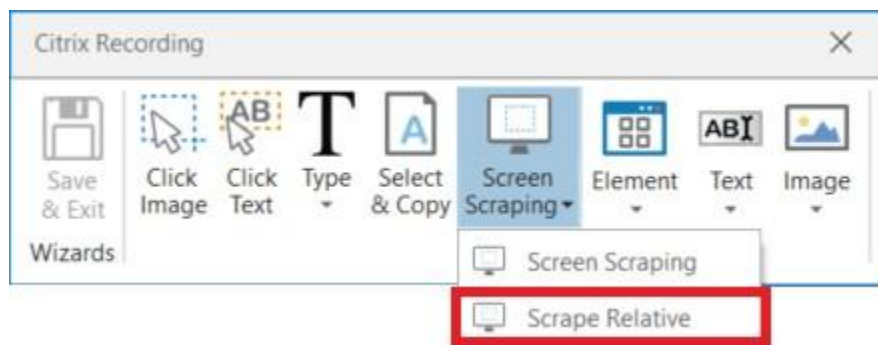 Citrix Recording
AB
T
A
ABI
Save
& Exit
Click
Image
Click
Text
Type
Select
& Copy
Screen
Scraping
Element
Text
Image
Wizards
Screen Scraping
Scrape Relative